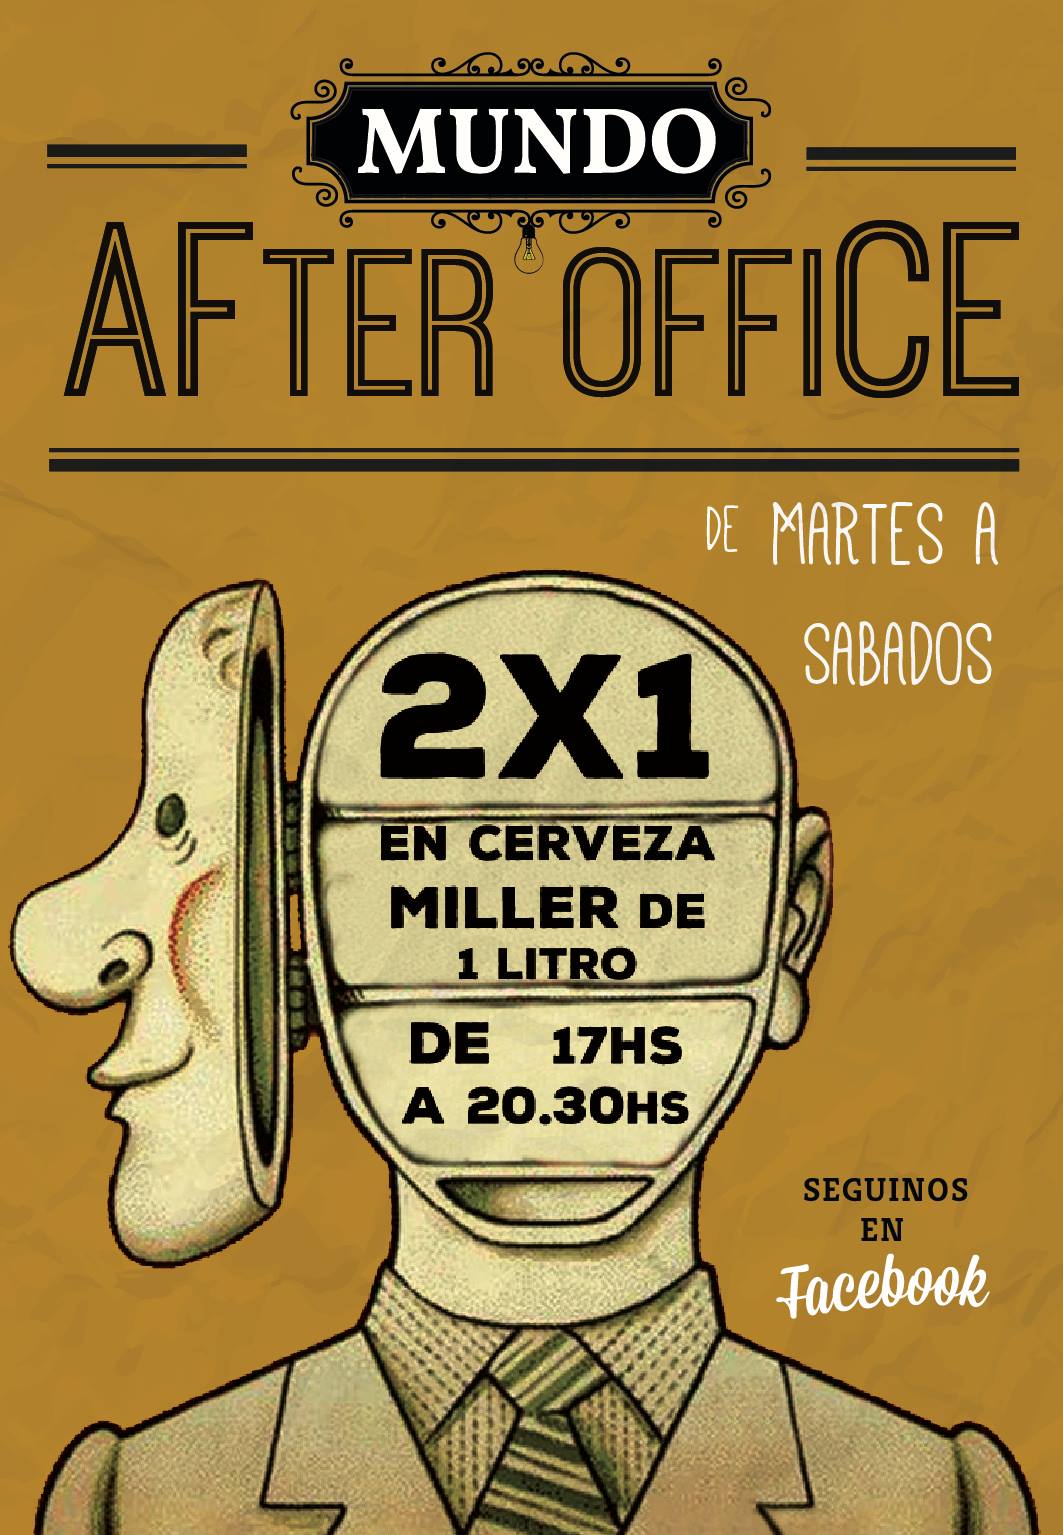 MUNDO
AFTER OFFICE
DE MARTES A
SABADOS
2X1
EN CERVEZA
MILLER DE
1 LITRO
DE 17HS
A 20.30HS
SEGUINOS
EN
Facebook